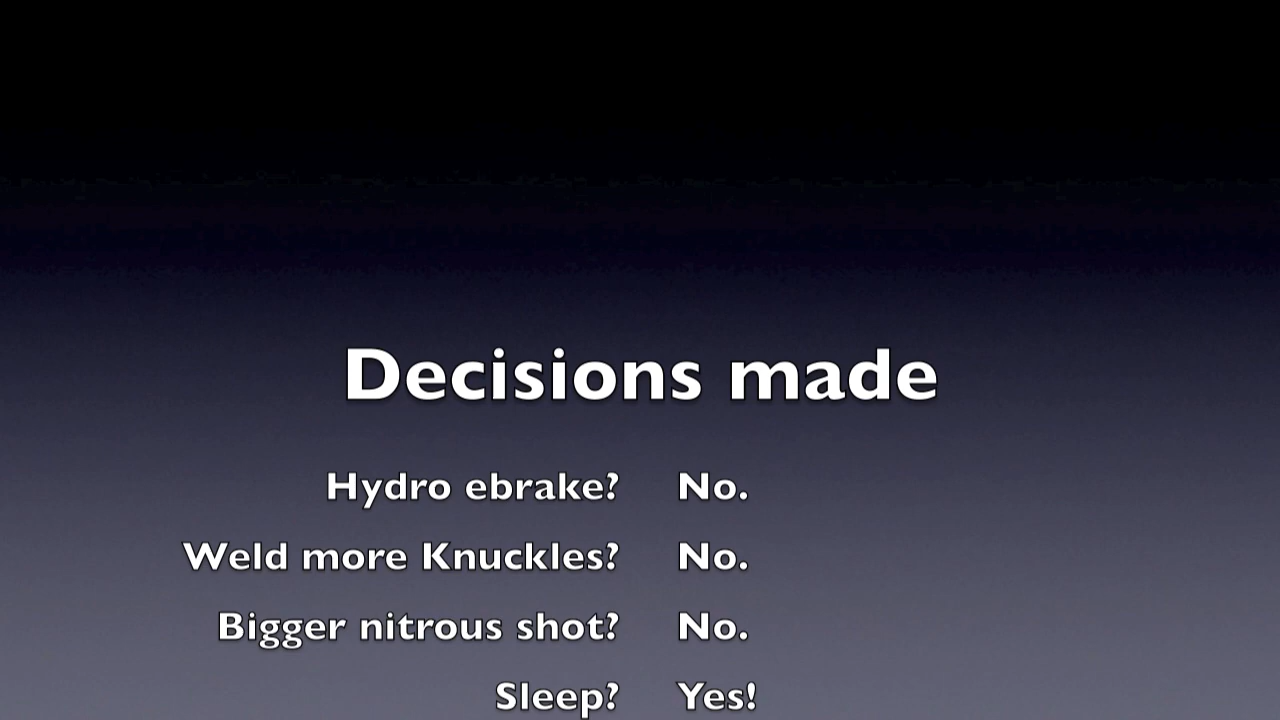 Decisions made
Hydro ebrake? No.
Weld more Knuckles? No.
Bigger nitrous shot? No.
Sleep? Yes!